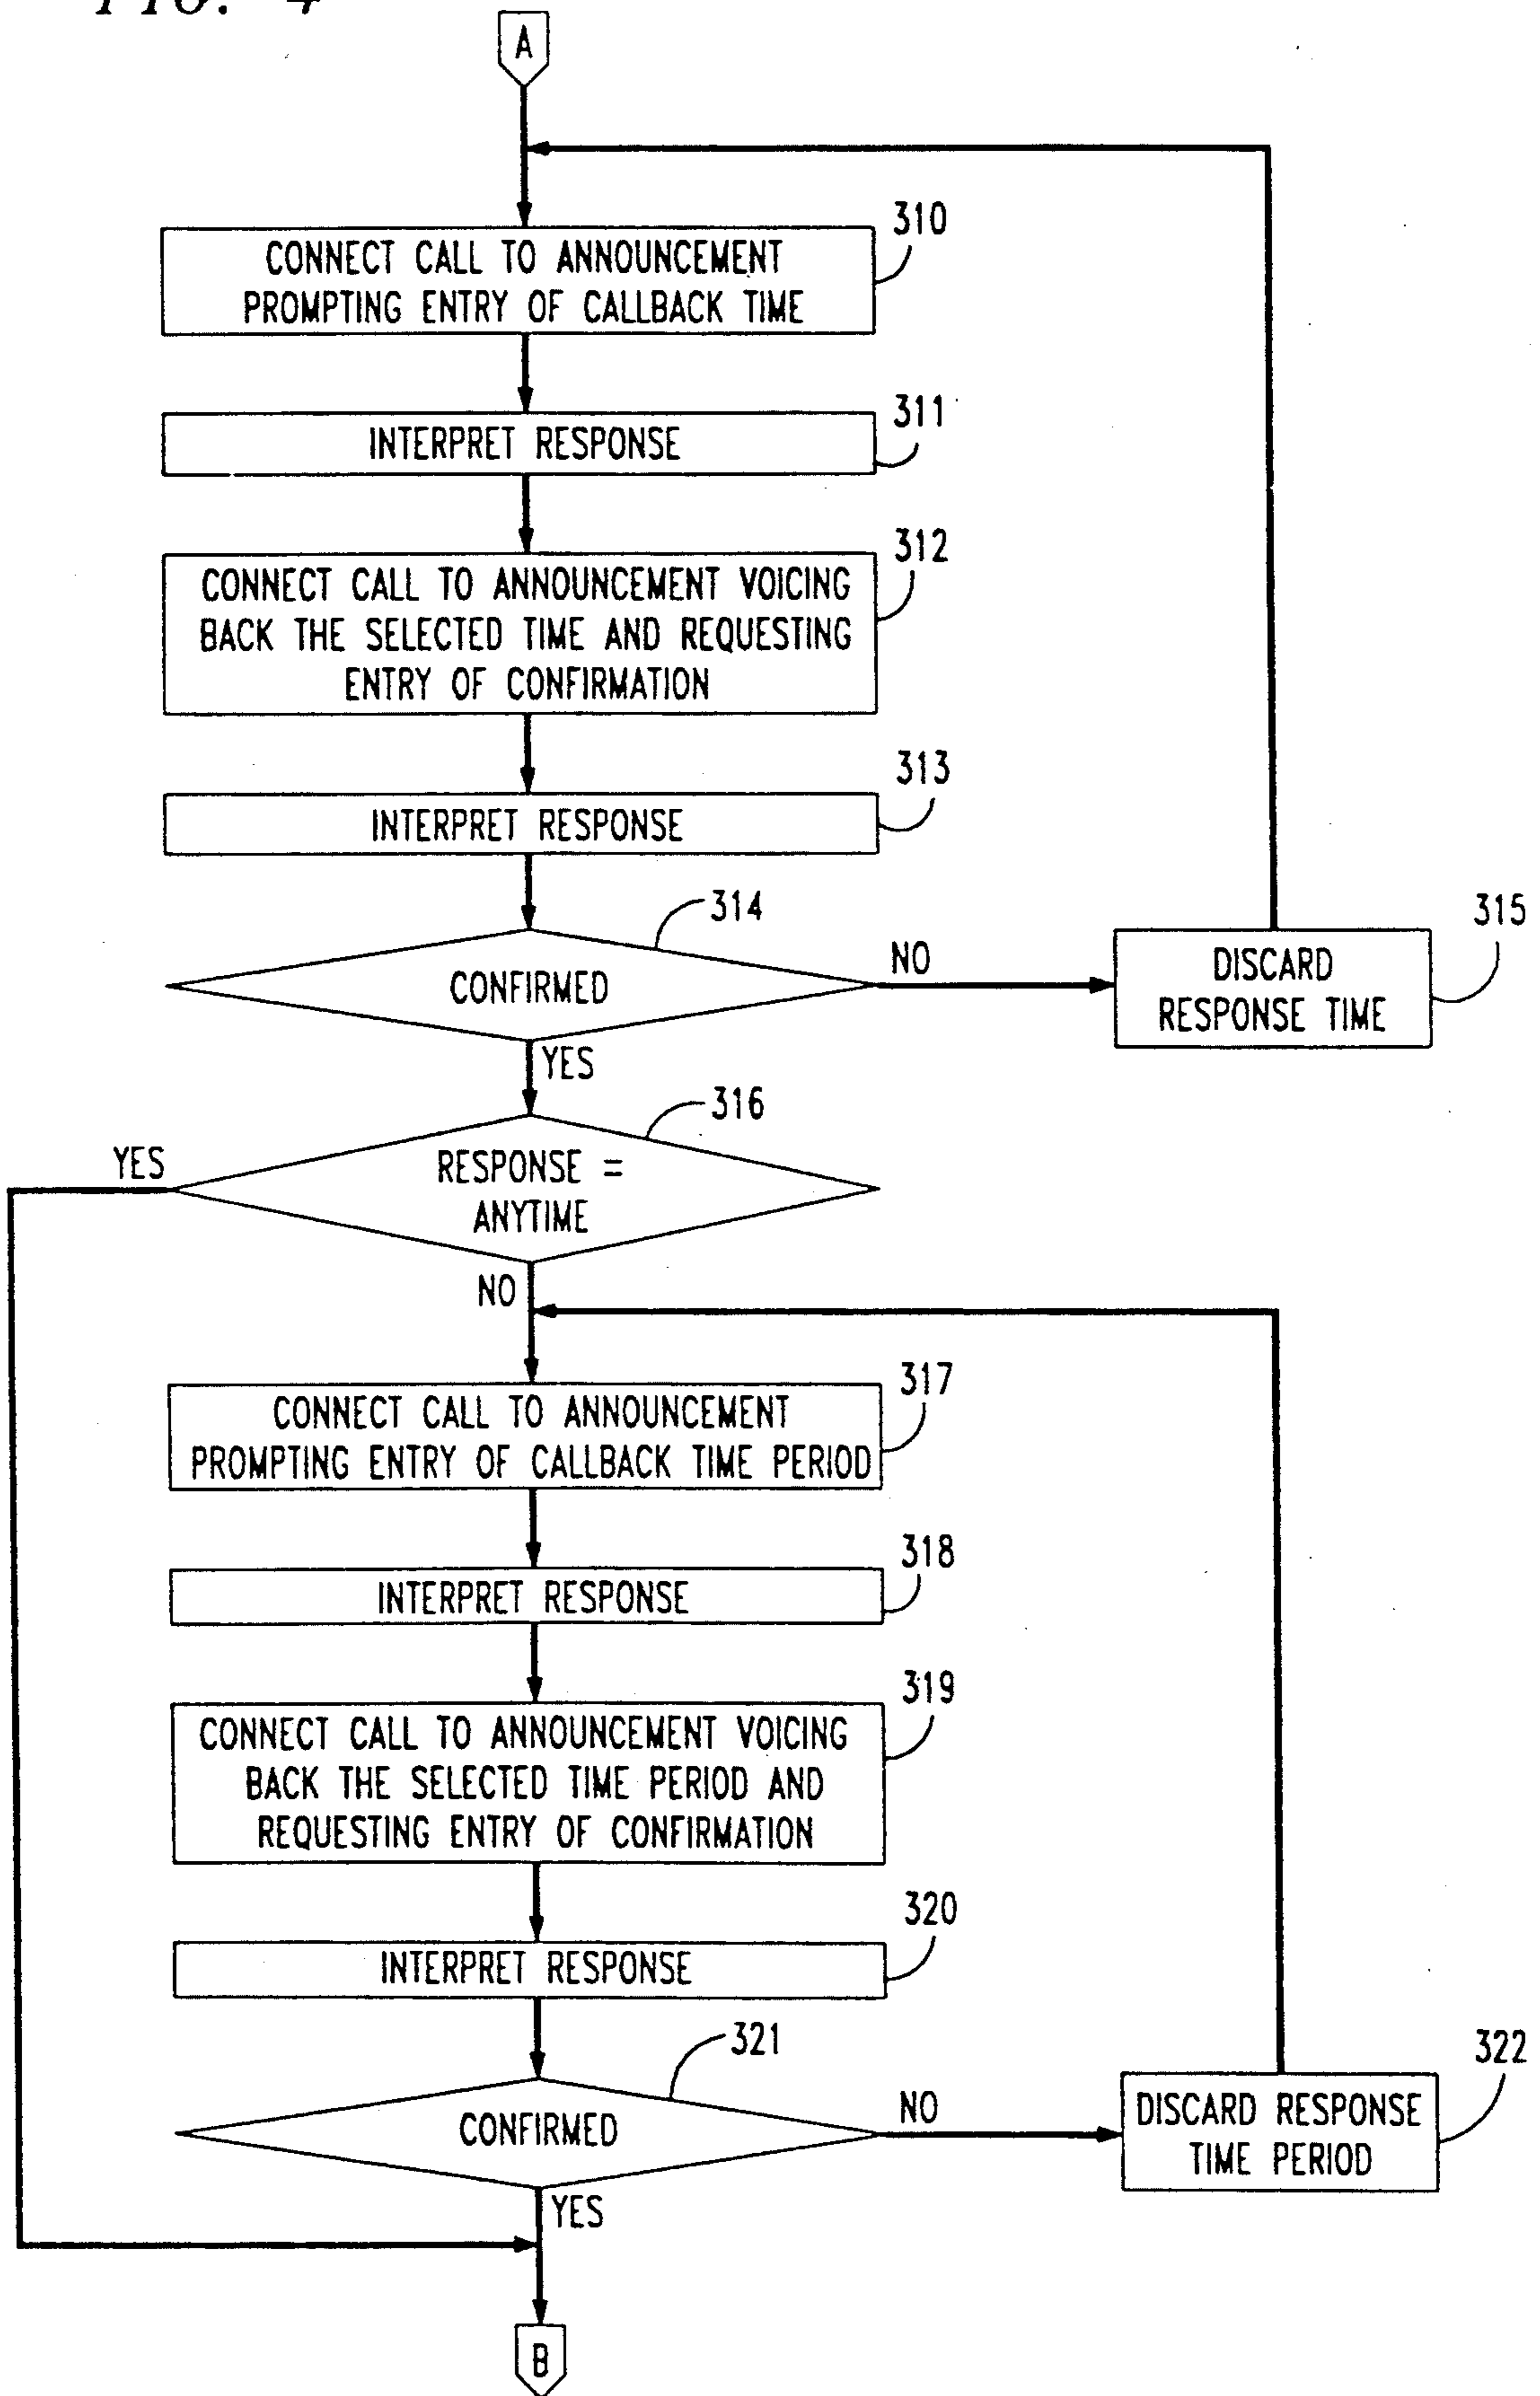 FIG. 4
A
310
CONNECT CALL TO ANNOUNCEMENT
PROMPTING ENTRY OF CALLBACK TIME
311
INTERPRET RESPONSE
312
CONNECT CALL TO ANNOUNCEMENT VOICING
BACK THE SELECTED TIME AND REQUESTING
ENTRY OF CONFIRMATION
313
INTERPRET RESPONSE
314
CONFIRMED
NO
315
DISCARD
RESPONSE TIME
YES
316
YES
RESPONSE =
ANYTIME
NO
317
CONNECT CALL TO ANNOUNCEMENT
PROMPTING ENTRY OF CALLBACK TIME PERIOD
318
INTERPRET RESPONSE
319
CONNECT CALL TO ANNOUNCEMENT VOICING
BACK THE SELECTED TIME PERIOD AND
REQUESTING ENTRY OF CONFIRMATION
320
INTERPRET RESPONSE
321
CONFIRMED
NO
322
DISCARD RESPONSE
TIME PERIOD
YES
B